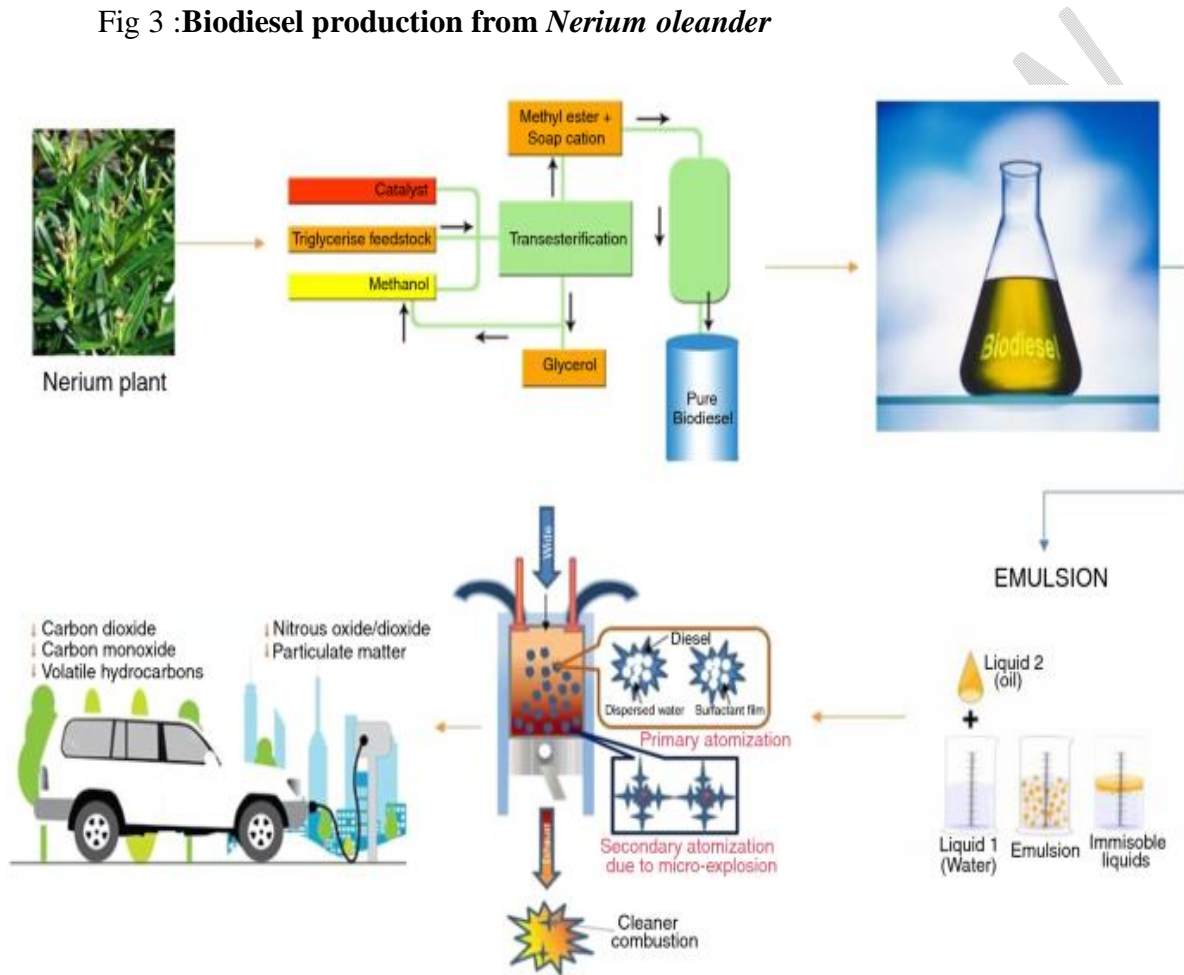 Fig 3 :Biodiesel production from Nerium oleander
Nerium plant
Catalyst
Triglycerise feedstock
Methanol
Methyl ester +
Soap cation
Transesterification
Glycerol
Pure
Biodiesel
Biodiesel
EMULSION
Liquid 2
(oil)
+
Liquid 1
(Water)
Emulsion
Immisoble
liquids
Wide
Diesel
Dispersed water
Surfactant film
Primary atomization
Secondary atomization
due to micro-explosion
Cleaner
combustion
↓ Carbon dioxide
↓ Carbon monoxide
↓ Volatile hydrocarbons
↓ Nitrous oxide/dioxide
↓ Particulate matter